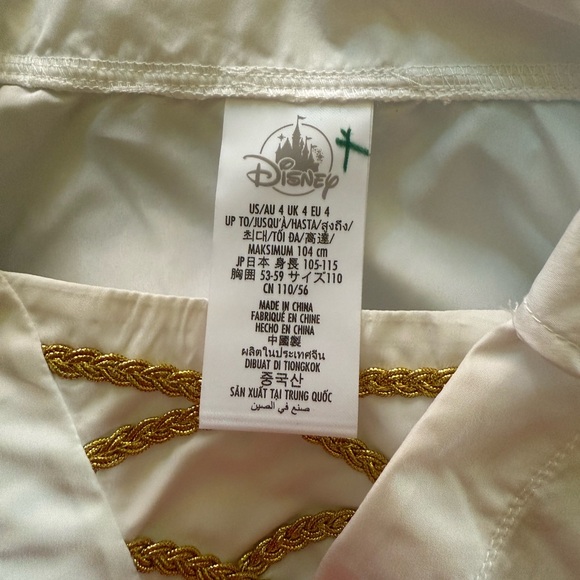 Disney
US/AU 4 UK 4 EU 4
UP TO/JUSQU'À/HASTA/สูงถึง/
최대/TỐI ĐA/高達/
MAKSIMUM 104 cm
JP日本 身長 105-115
胸囲 53-59 サイズ110
CN 110/56
MADE IN CHINA
FABRIQUÉ EN CHINE
HECHO EN CHINA
中國製
ผลิตในประเทศจีน
DIBUAT DI TIONGKOK
중국산
SẢN XUẤT TẠI TRUNG QUỐC
صنع في الصين